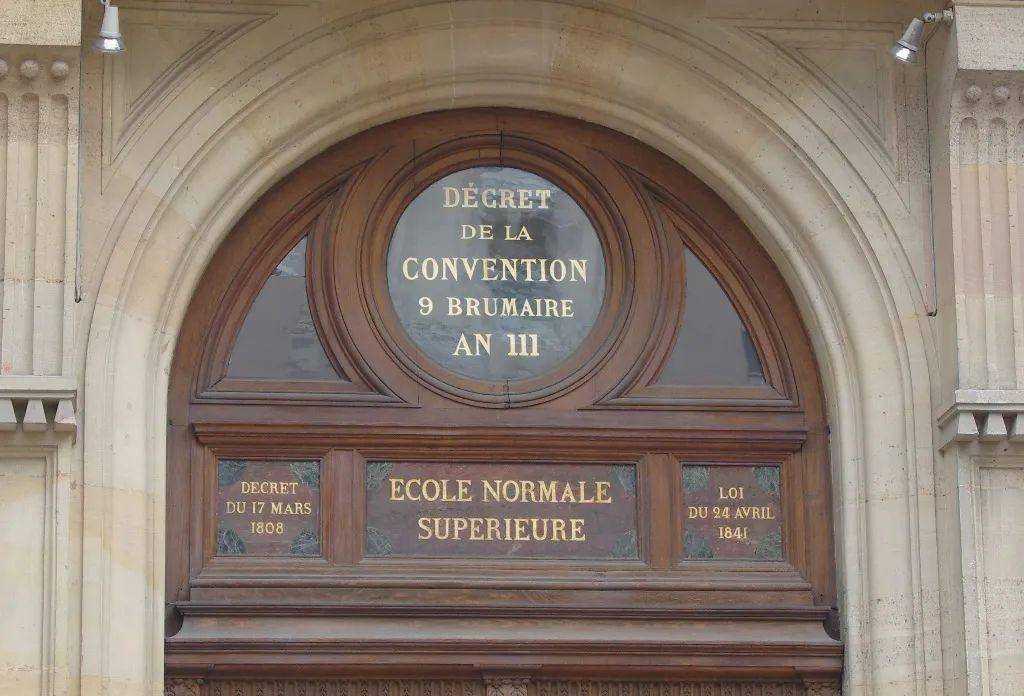 DÉCRET
DE LA
CONVENTION
9 BRUMAIRE
AN III
DECRET
DU 17 MARS
1808
ECOLE NORMALE
SUPERIEURE
LOI
DU 24 AVRIL
1841